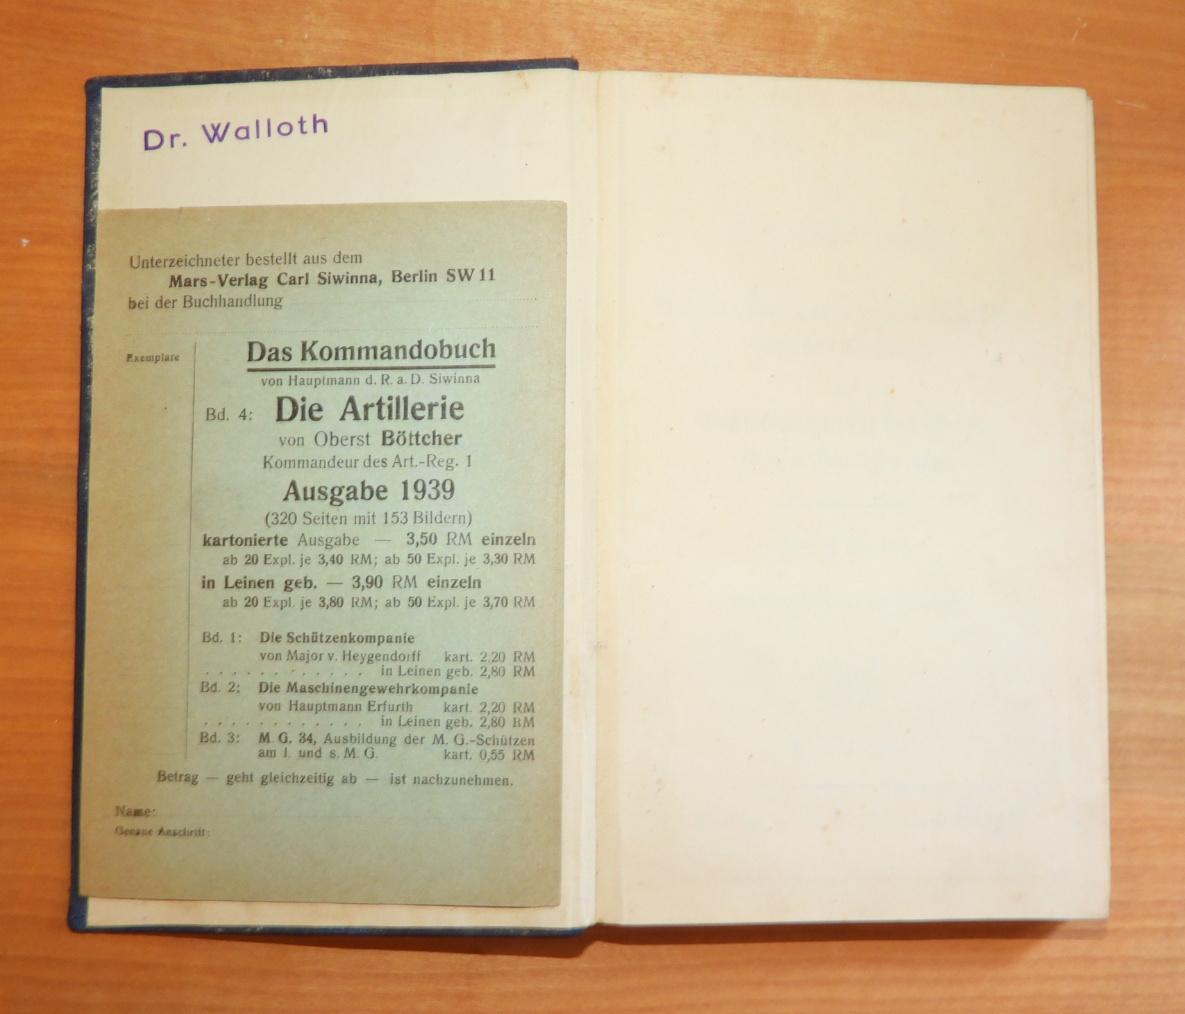 Dr. Walloth
Unterzeichneter bestellt aus dem
Mars-Verlag Carl Siwinna, Berlin SW 11
bei der Buchhandlung
Exemplare
Das Kommandobuch
von Hauptmann d. R. a. D. Siwinna
Bd. 4: Die Artillerie
von Oberst Böttcher
Kommandeur des Art.-Reg. 1
Ausgabe 1939
(320 Seiten mit 153 Bildern)
kartonierte Ausgabe — 3,50 RM einzeln
ab 20 Expl. je 3,40 RM; ab 50 Expl. je 3,30 RM
in Leinen geb. — 3,90 RM einzeln
ab 20 Expl. je 3,80 RM; ab 50 Expl. je 3,70 RM
Bd. 1: Die Schützenkompanie
von Major v. Heygendorff kart. 2,20 RM
. . . . . . . . . . . . in Leinen geb. 2,80 RM
Bd. 2: Die Maschinengewehrkompanie
von Hauptmann Erfurth kart. 2,20 RM
. . . . . . . . . . . . in Leinen geb. 2,80 RM
Bd. 3: M. G. 34, Ausbildung der M. G.-Schützen
am l. und s. M. G. kart. 0,55 RM
Betrag — geht gleichzeitig ab — ist nachzunehmen.
Name:
Genaue Anschrift: